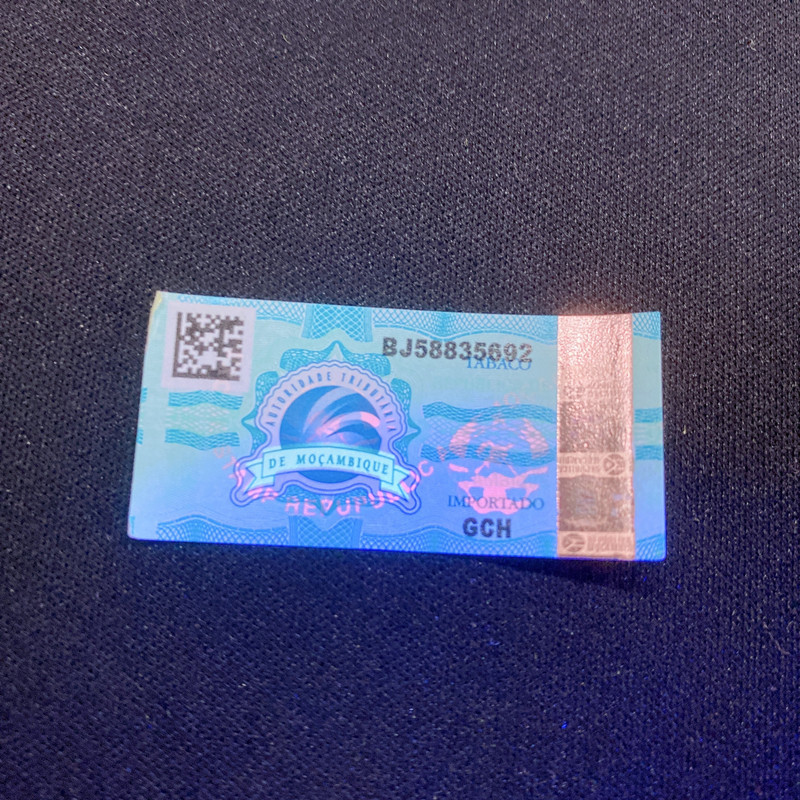 BJ58835692
TABACO
AUTORIDADE TRIBUTÁRIA
DE MOÇAMBIQUE
IMPORTADO
GCH